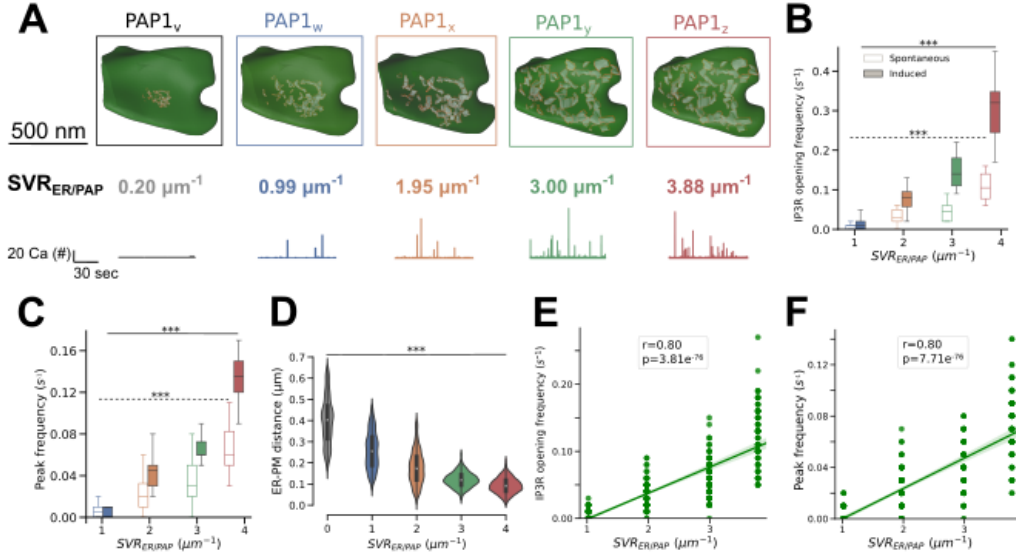 A
PAP1v
PAP1w
PAP1x
PAP1y
PAP1z
500 nm
SVRER/PAP
0.20 µm-1
0.99 µm-1
1.95 µm-1
3.00 µm-1
3.88 µm-1
20 Ca (#)
30 sec
B
***
Spontaneous
Induced
***
IP3R opening frequency (s-1)
0.4
0.3
0.2
0.1
0.0
1 2 3 4
SVRER/PAP (µm-1)
C
***
***
Peak frequency (s-1)
0.16
0.12
0.08
0.04
0.00
1 2 3 4
SVRER/PAP (µm-1)
D
***
ER-PM distance (µm)
0.7
0.6
0.5
0.4
0.3
0.2
0.1
0.0
0 1 2 3 4
SVRER/PAP (µm-1)
E
r=0.80
p=3.81e-76
IP3R opening frequency (s-1)
0.20
0.10
0.00
1 2 3
SVRER/PAP (µm-1)
F
r=0.80
p=7.71e-76
Peak frequency (s-1)
0.12
0.08
0.04
0.00
1 2 3
SVRER/PAP (µm-1)